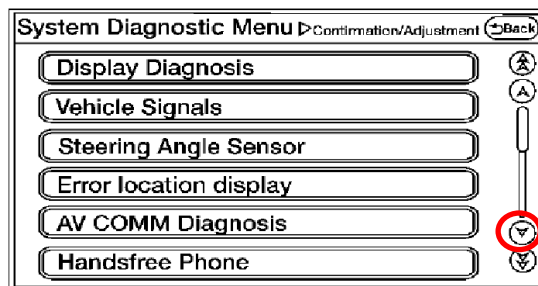 System Diagnostic Menu ▷Confirmation/Adjustment
Back
Display Diagnosis
Vehicle Signals
Steering Angle Sensor
Error location display
AV COMM Diagnosis
Handsfree Phone